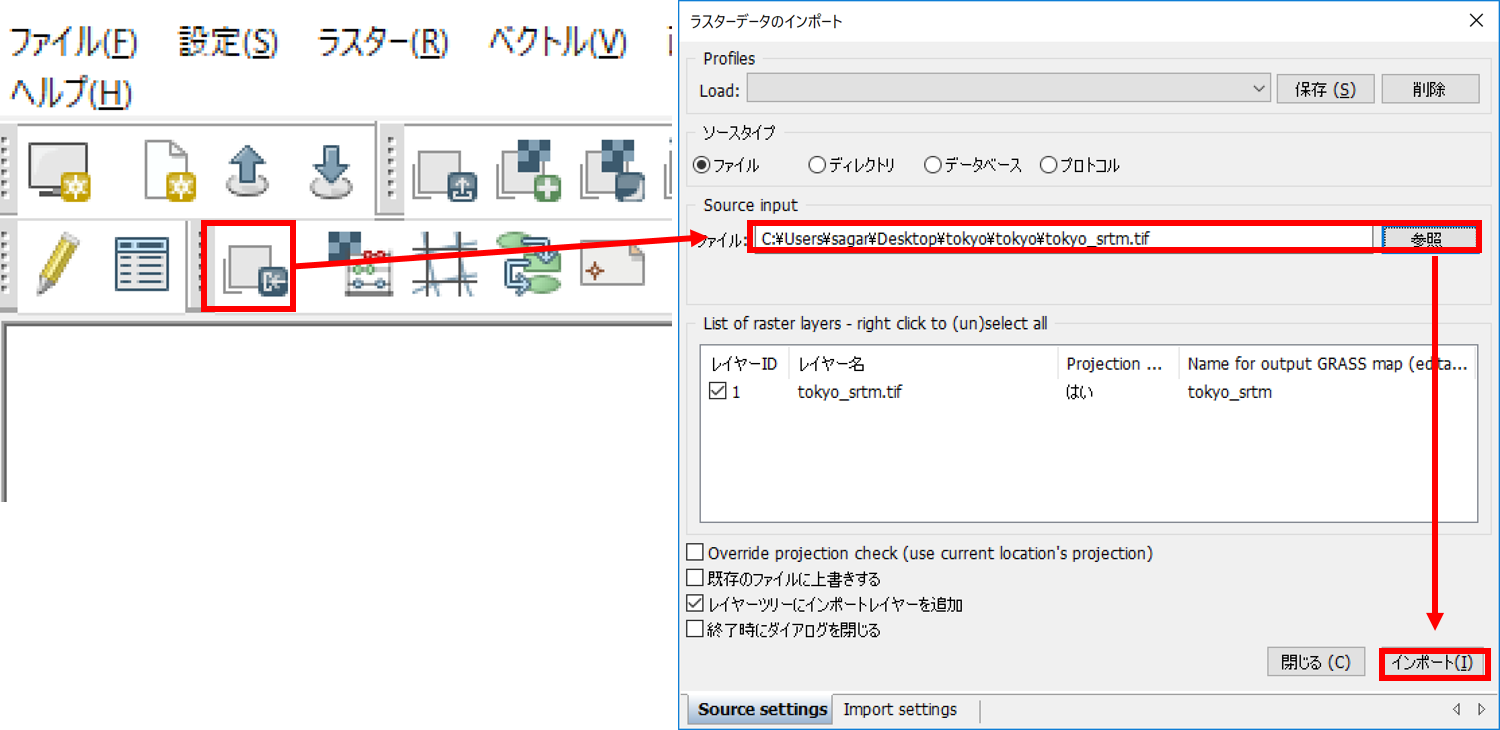 ファイル(F) 設定(S) ラスター(R) ベクトル(V)
ヘルプ(H)
ラスターデータのインポート
Profiles
Load:
保存 (S)
削除
ソースタイプ
ファイル ディレクトリ データベース プロトコル
Source input
ファイル: C:¥Users¥sagar¥Desktop¥tokyo¥tokyo¥tokyo_srtm.tif 参照
List of raster layers - right click to (un)select all
レイヤーID レイヤー名 Projection ... Name for output GRASS map (edita...
1 tokyo_srtm.tif はい tokyo_srtm
Override projection check (use current location's projection)
既存のファイルに上書きする
レイヤーツリーにインポートレイヤーを追加
終了時にダイアログを閉じる
閉じる (C) インポート(I)
Source settings Import settings